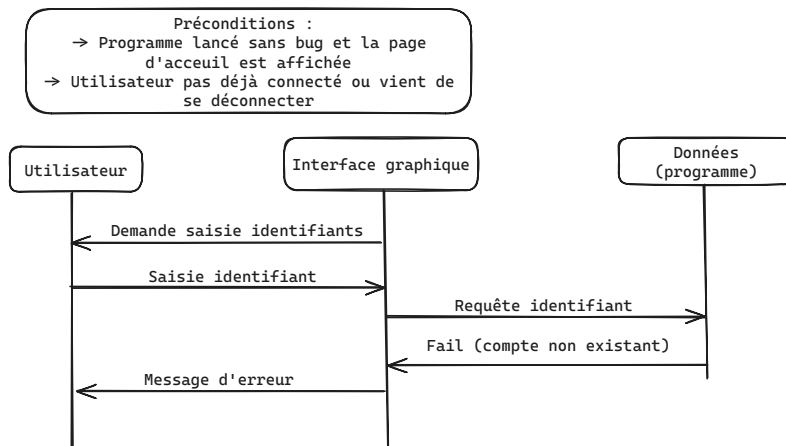 Préconditions :
→ Programme lancé sans bug et la page
d'acceuil est affichée
→ Utilisateur pas déjà connecté ou vient de
se déconnecter
Utilisateur
Interface graphique
Données
(programme)
Demande saisie identifiants
Saisie identifiant
Requête identifiant
Fail (compte non existant)
Message d'erreur